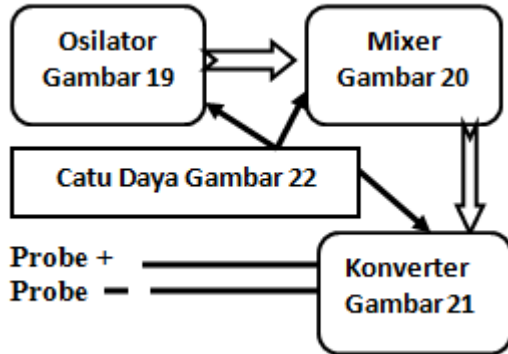 Osilator
Gambar 19
Mixer
Gambar 20
Catu Daya Gambar 22
Probe +
Probe –
Konverter
Gambar 21